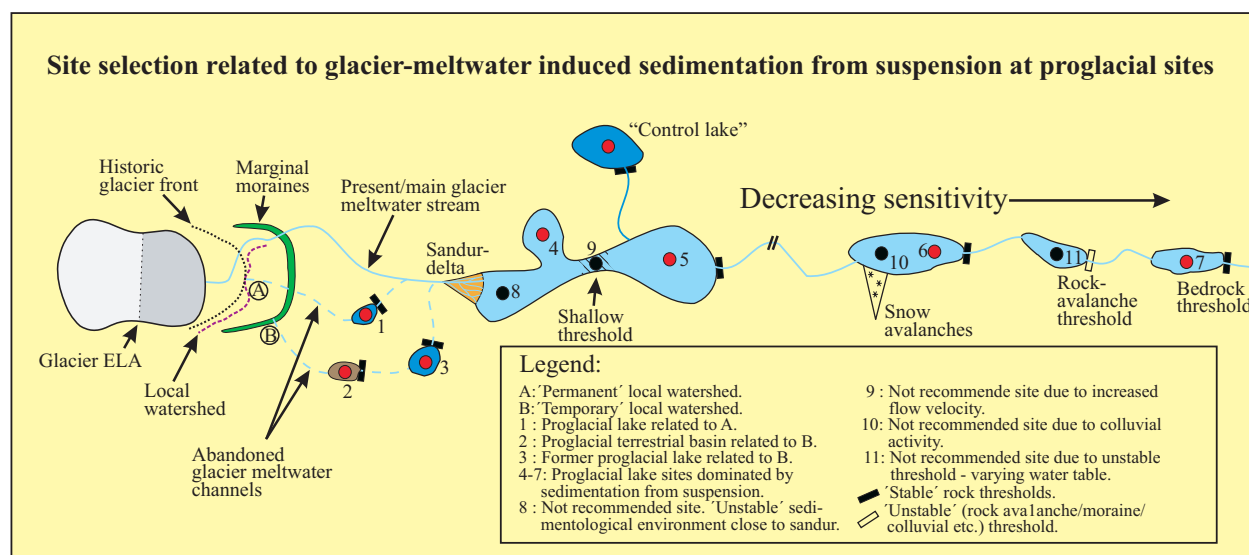 Site selection related to glacier-meltwater induced sedimentation from suspension at proglacial sites
Historic
glacier front
Marginal
moraines
Present/main glacier
meltwater stream
“Control lake”
Decreasing sensitivity
Sandur-
delta
A
B
1
2
3
4
5
6
7
8
9
10
11
Shallow
threshold
Snow
avalanches
Rock-
avalanche
threshold
Bedrock
threshold
Glacier ELA
Local
watershed
Abandoned
glacier meltwater
channels
Legend:
A:´Permanent´ local watershed.
B:´Temporary´ local watershed.
1 : Proglacial lake related to A.
2 : Proglacial terrestrial basin related to B.
3 : Former proglacial lake related to B.
4-7: Proglacial lake sites dominated by
sedimentation from suspension.
8 : Not recommended site. ´Unstable´ sedi-
mentological environment close to sandur.
9 : Not recommende site due to increased
flow velocity.
10: Not recommended site due to colluvial
activity.
11: Not recommended site due to unstable
threshold - varying water table.
´Stable´ rock thresholds.
´Unstable´ (rock ava1anche/moraine/
colluvial etc.) threshold.